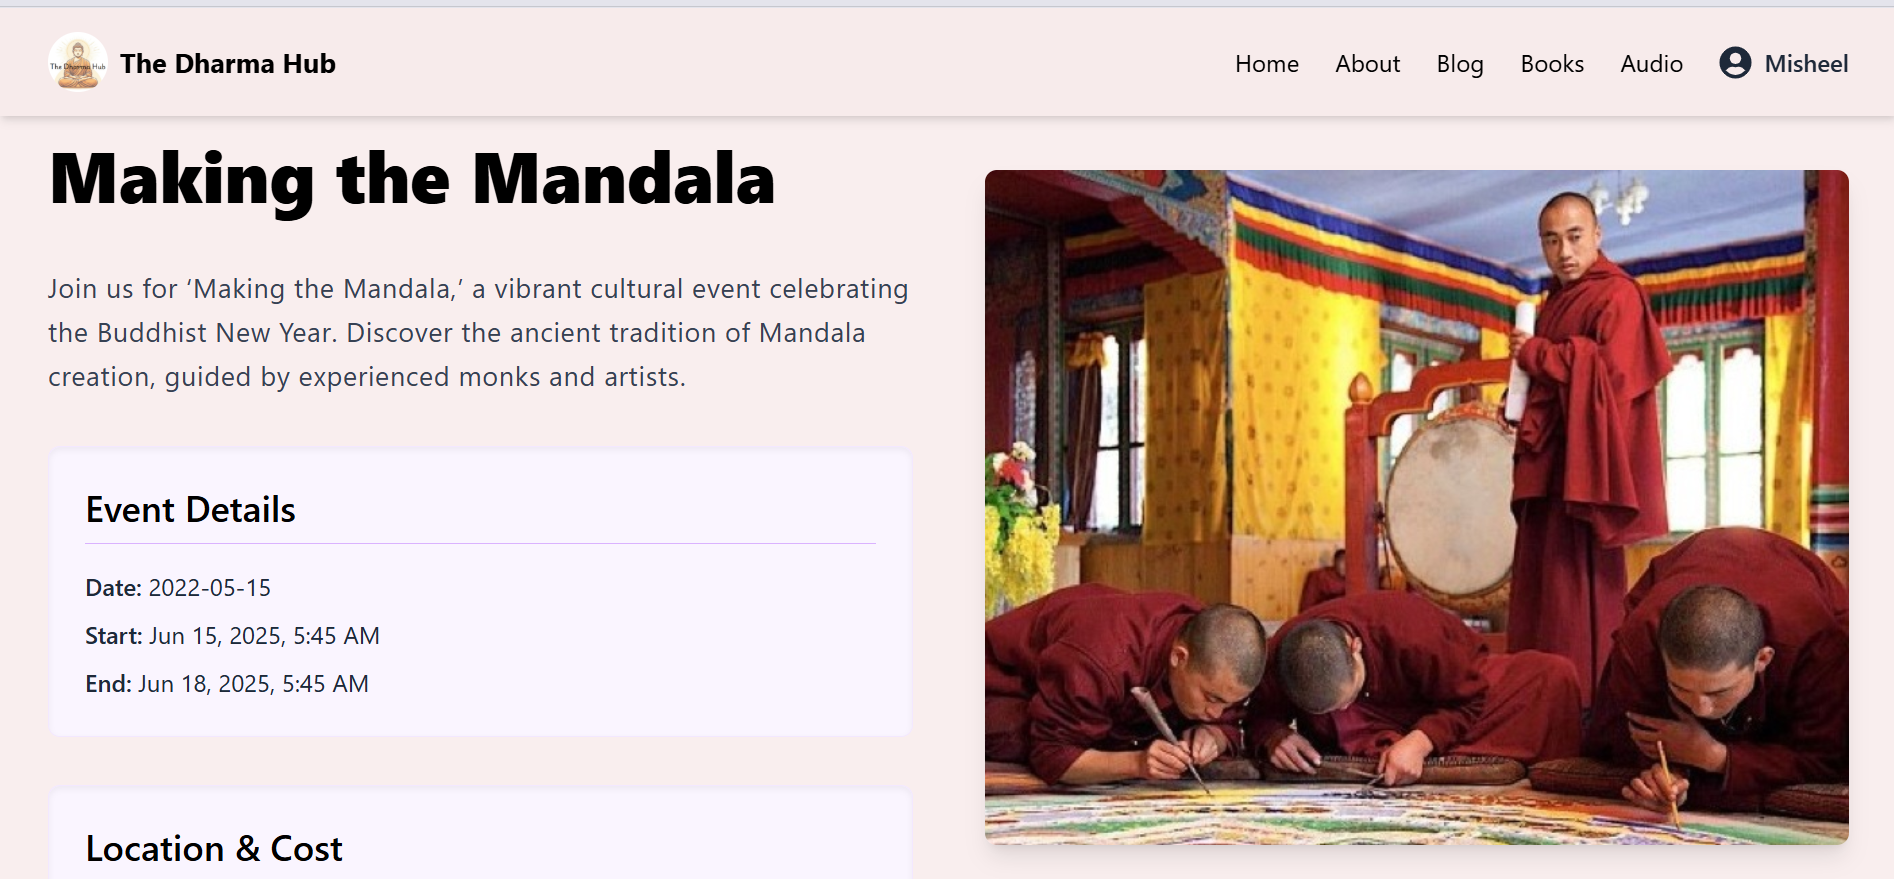 The Dharma Hub
The Dharma Hub
Home
About
Blog
Books
Audio
Misheel
Making the Mandala
Join us for ‘Making the Mandala,’ a vibrant cultural event celebrating
the Buddhist New Year. Discover the ancient tradition of Mandala
creation, guided by experienced monks and artists.
Event Details
Date: 2022-05-15
Start: Jun 15, 2025, 5:45 AM
End: Jun 18, 2025, 5:45 AM
Location & Cost